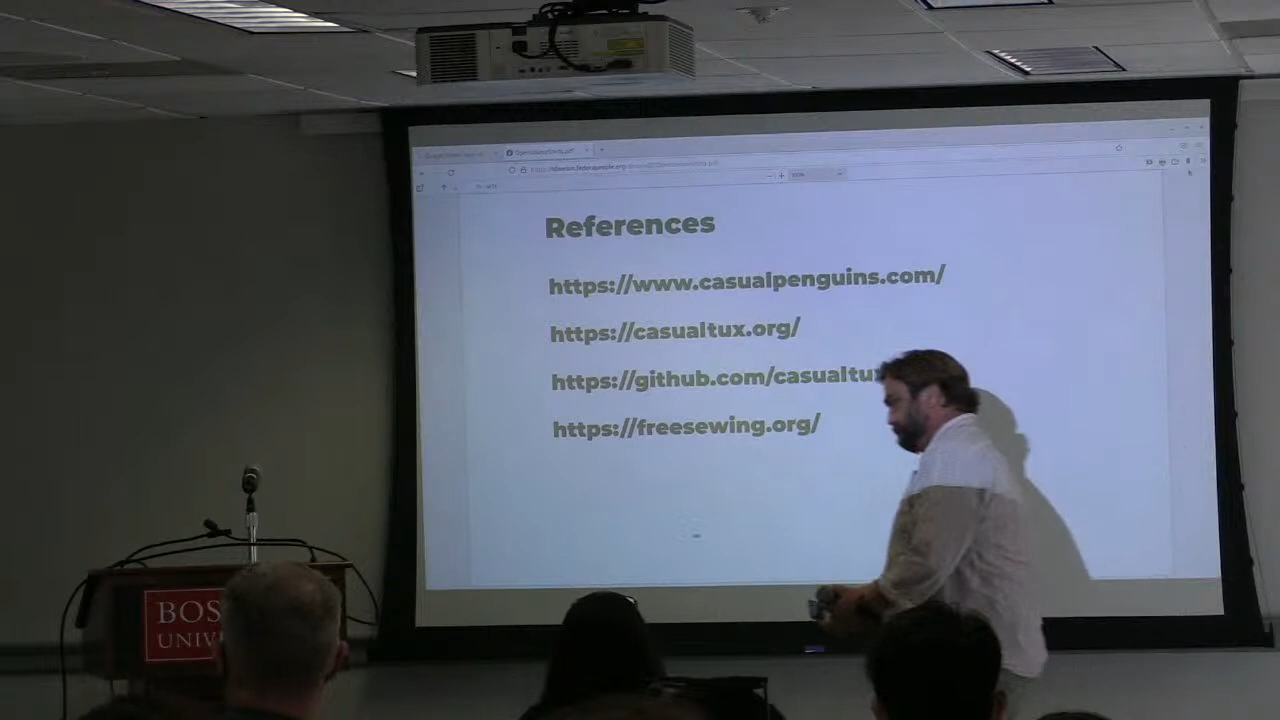 References
https://www.casualpenguins.com/
https://casualtux.org/
https://github.com/casualtu
https://freesewing.org/
BOS
UNIV